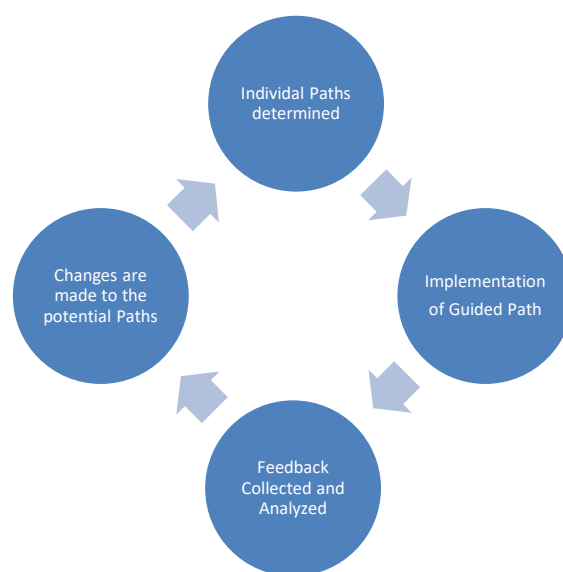 Individal Paths
determined
Implementation
of Guided Path
Feedback
Collected and
Analyzed
Changes are
made to the
potential Paths